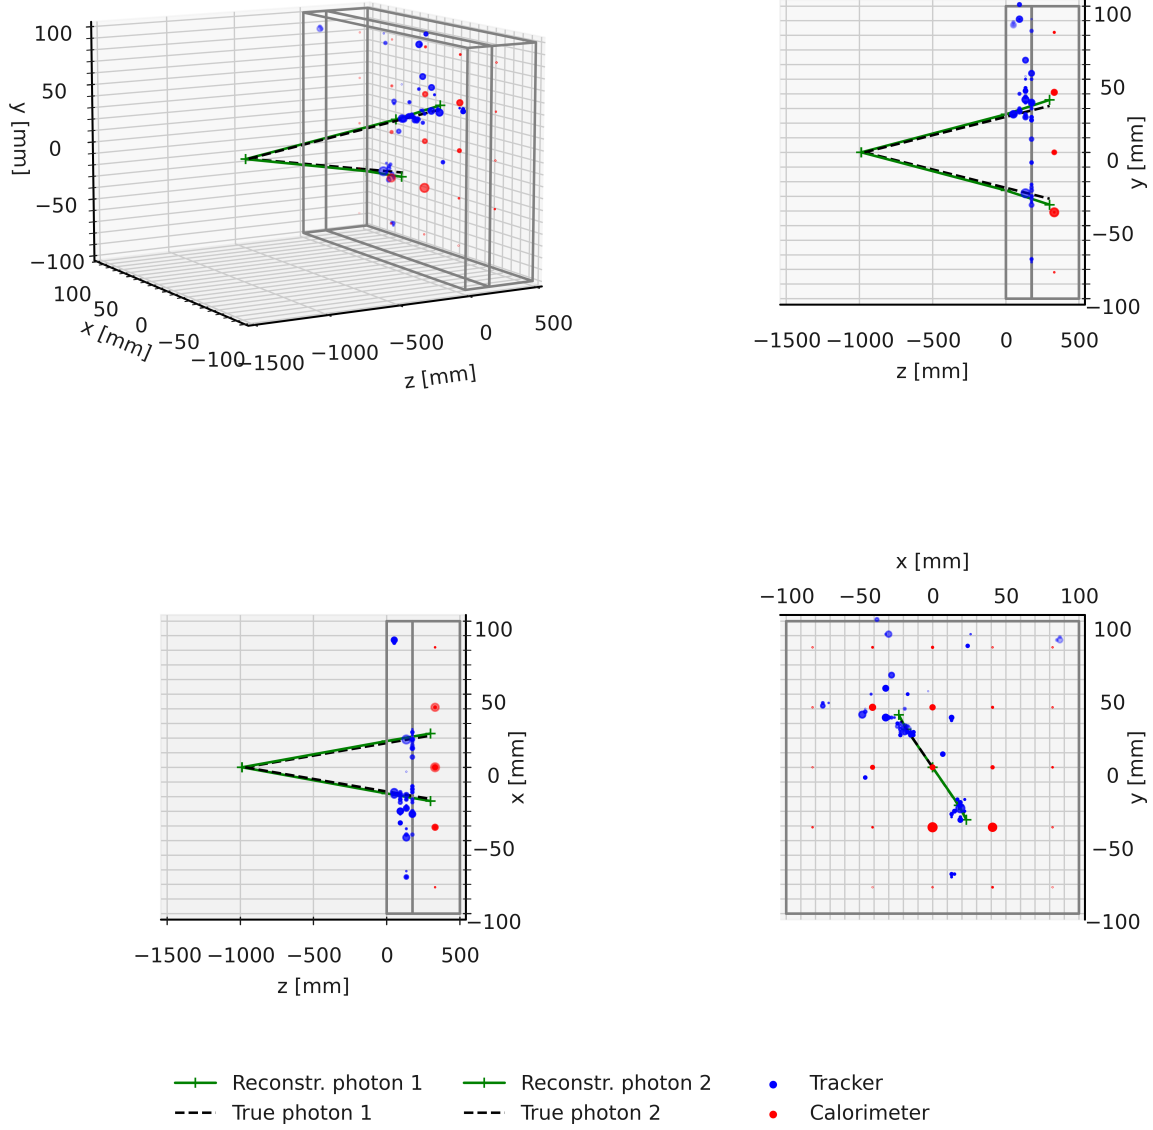 100
50
0
−50
−100
y [mm]
100
50
0
−50
−100
x [mm]
−1500
−1000
−500
0
500
z [mm]
100
50
0
−50
−100
y [mm]
−1500 −1000 −500 0 500
z [mm]
100
50
0
−50
−100
x [mm]
−1500 −1000 −500 0 500
z [mm]
x [mm]
−100 −50 0 50 100
100
50
0
−50
−100
y [mm]
Reconstr. photon 1
True photon 1
Reconstr. photon 2
True photon 2
Tracker
Calorimeter